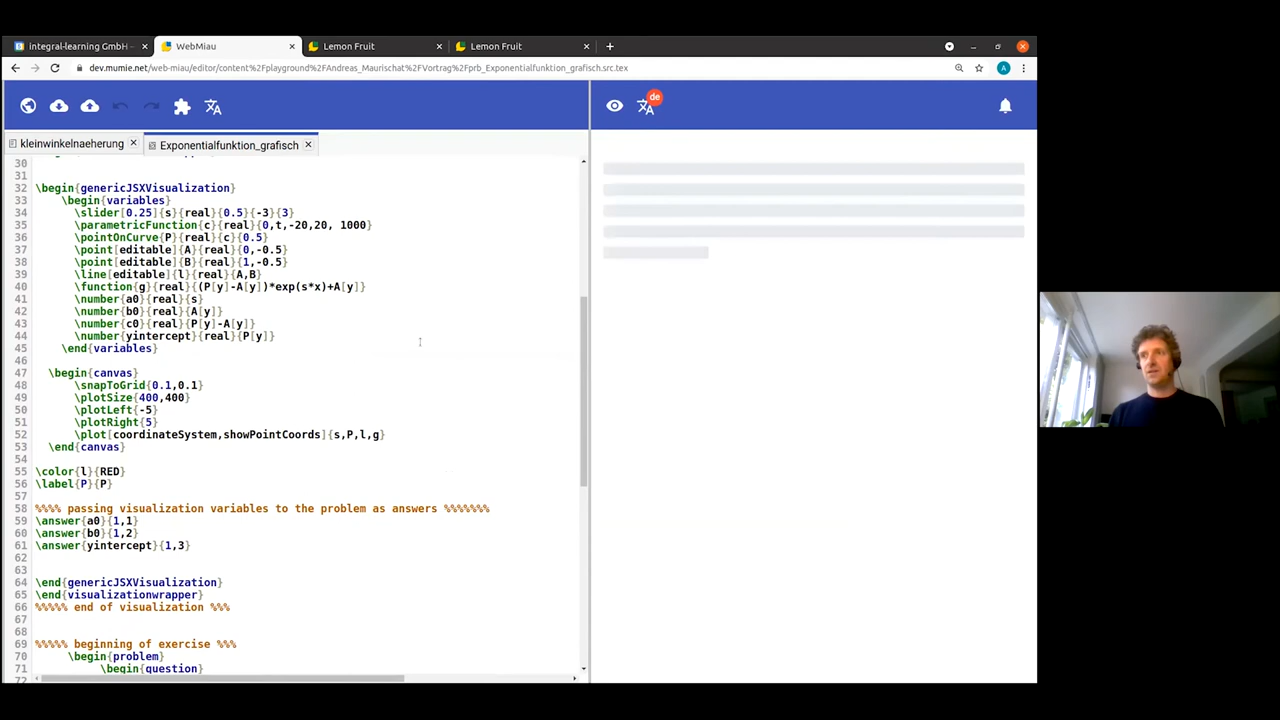 integral-learning GmbH -
WebMiau
Lemon Fruit
Lemon Fruit
dev.mumie.net/web-miau/editor/content%2Fplayground%2FAndreas_Maurischat%2FVortrag%2Fprb_Exponentialfunktion_grafisch.src.tex
A
de
kleinwinkelnaeherung
Exponentialfunktion_grafisch
30
31
32 \begin{genericJSXVisualization}
33 \begin{variables}
34 \slider[0.25]{s}{real}{0.5}{-3}{3}
35 \parametricFunction{c}{real}{0,t,-20,20, 1000}
36 \pointOnCurve{P}{real}{c}{0.5}
37 \point[editable]{A}{real}{0,-0.5}
38 \point[editable]{B}{real}{1,-0.5}
39 \line[editable]{l}{real}{A,B}
40 \function{g}{real}{(P[y]-A[y])*exp(s*x)+A[y]}
41 \number{a0}{real}{s}
42 \number{b0}{real}{A[y]}
43 \number{c0}{real}{P[y]-A[y]}
44 \number{yintercept}{real}{P[y]}
45 \end{variables}
46
47 \begin{canvas}
48 \snapToGrid{0.1,0.1}
49 \plotSize{400,400}
50 \plotLeft{-5}
51 \plotRight{5}
52 \plot[coordinateSystem,showPointCoords]{s,P,l,g}
53 \end{canvas}
54
55 \color{l}{RED}
56 \label{P}{P}
57
58 %%%% passing visualization variables to the problem as answers %%%%%%%
59 \answer{a0}{1,1}
60 \answer{b0}{1,2}
61 \answer{yintercept}{1,3}
62
63
64 \end{genericJSXVisualization}
65 \end{visualizationwrapper}
66 %%%%% end of visualization %%%
67
68
69 %%%%% beginning of exercise %%%
70 \begin{problem}
71 \begin{question}
72